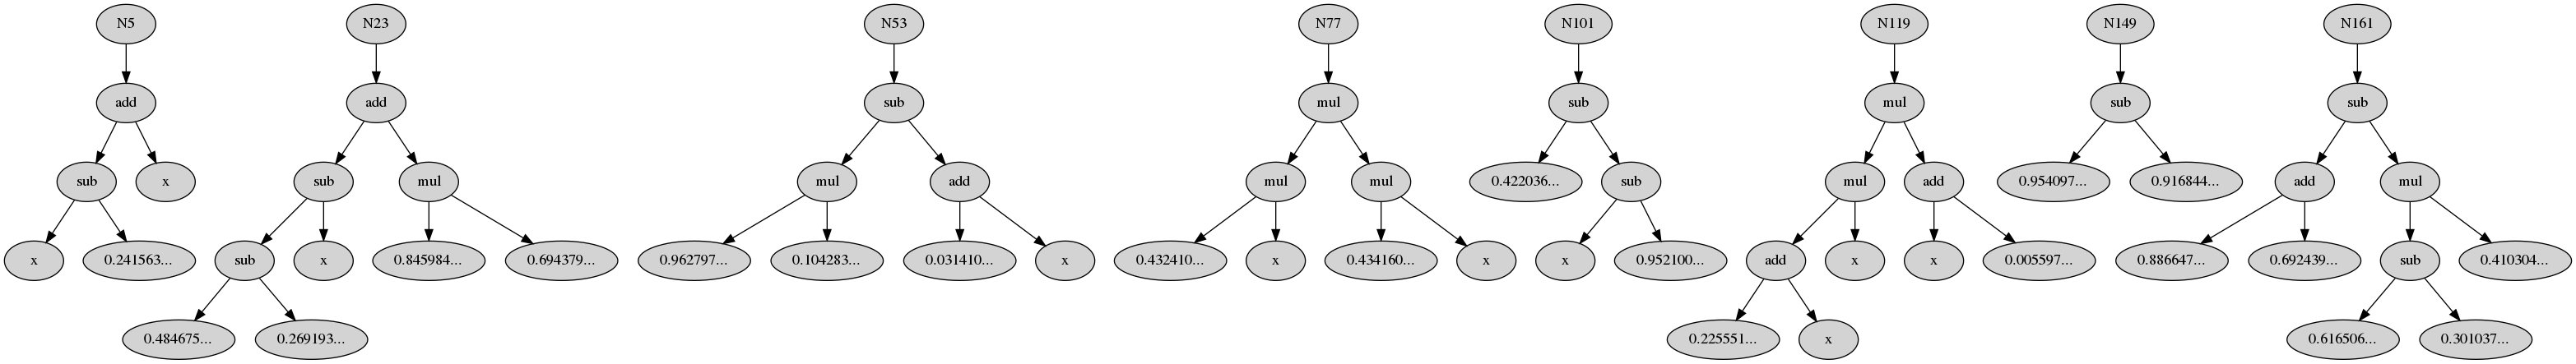 N5 N23 N53 N77 N101 N119 N149 N161
add add sub mul sub mul sub sub
sub x sub mul mul add mul mul 0.422036... sub mul add 0.954097... 0.916844... add mul
x 0.241563... sub x 0.845984... 0.694379... 0.962797... 0.104283... 0.031410... x 0.432410... x 0.434160... x x 0.952100... add x x 0.005597... 0.886647... 0.692439... sub 0.410304...
0.484675... 0.269193... 0.225551... x 0.616506... 0.301037...